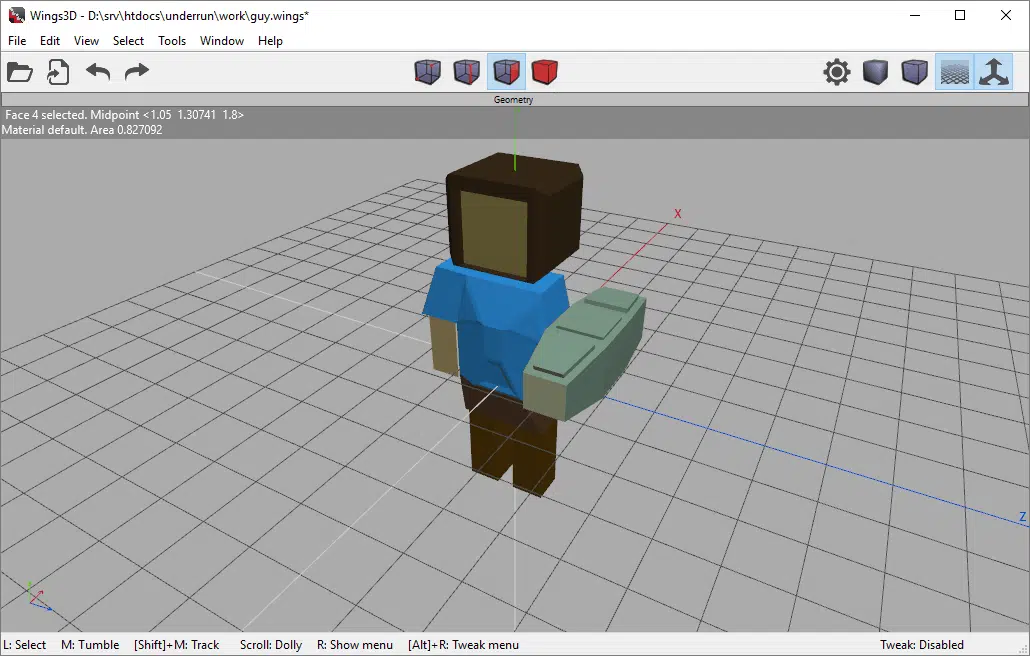 Wings3D - D:\srv\htdocs\underrun\work\guy.wings*
File Edit View Select Tools Window Help
Geometry
Face 4 selected. Midpoint <1.05 1.30741 1.8>
Material default. Area 0.827092
X
Z
L: Select M: Tumble [Shift]+M: Track Scroll: Dolly R: Show menu [Alt]+R: Tweak menu Tweak: Disabled